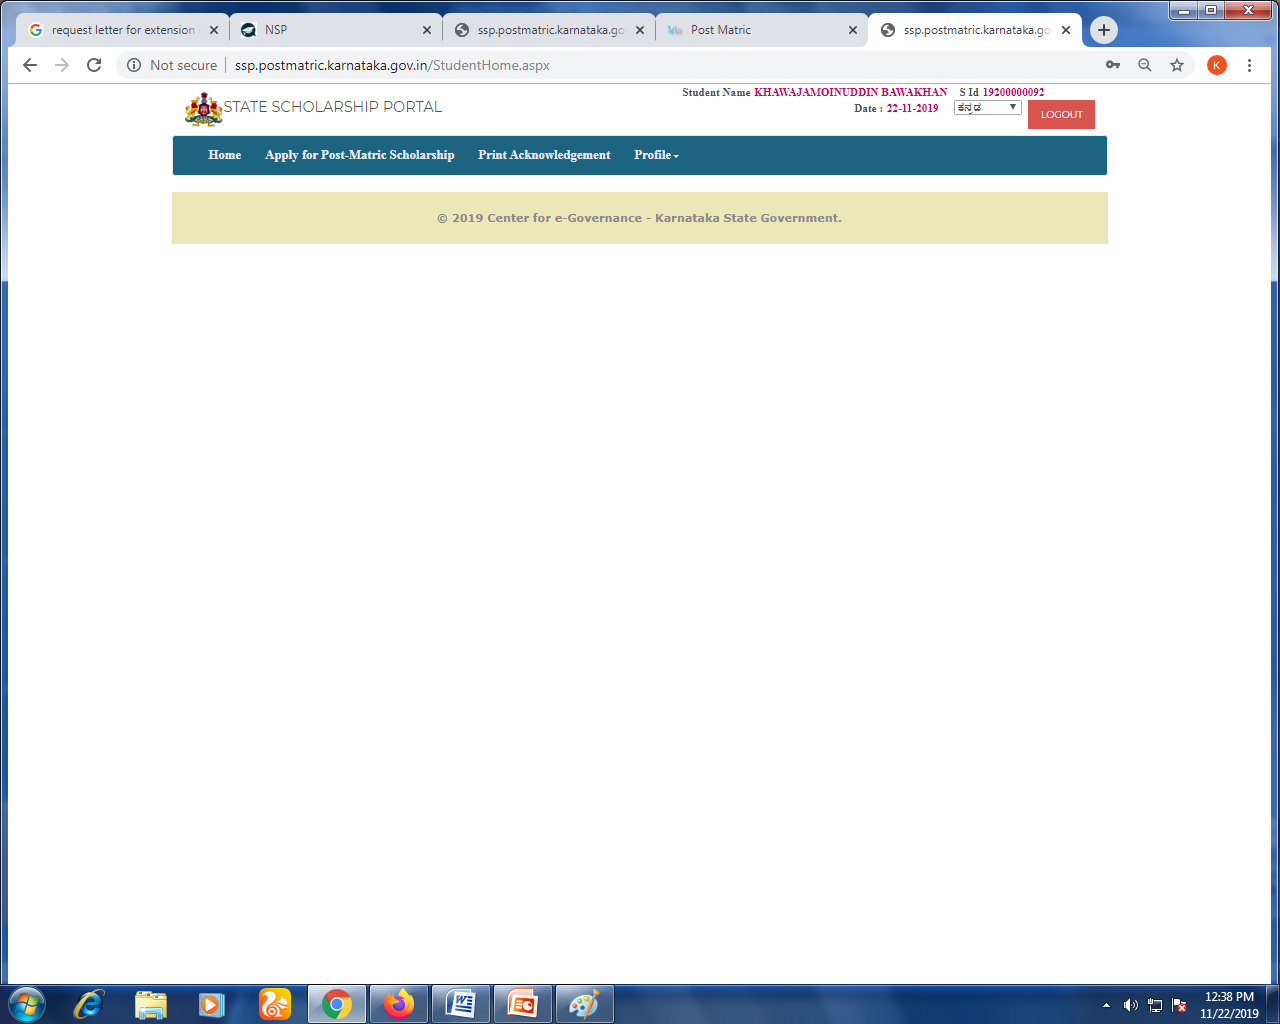 request letter for extension
NSP
ssp.postmatric.karnataka.go
Post Matric
ssp.postmatric.karnataka.go
Not secure
ssp.postmatric.karnataka.gov.in/StudentHome.aspx
K
STATE SCHOLARSHIP PORTAL
Student Name KHAWAJAMOINUDDIN BAWAKHAN S Id 19200000092
Date : 22-11-2019
ಕನ್ನಡ
LOGOUT
Home
Apply for Post-Matric Scholarship
Print Acknowledgement
Profile
© 2019 Center for e-Governance - Karnataka State Government.
12:38 PM
11/22/2019